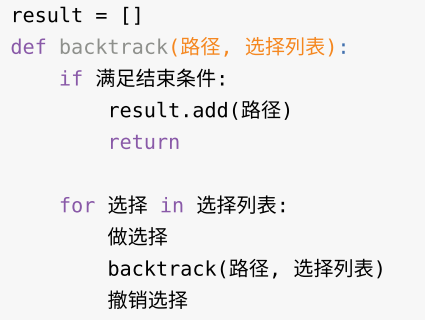 result = []
def backtrack(路径, 选择列表):
    if 满足结束条件:
        result.add(路径)
        return
    for 选择 in 选择列表:
        做选择
        backtrack(路径, 选择列表)
        撤销选择